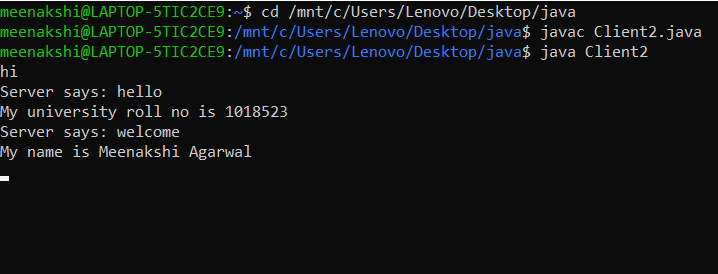 meenakshi@LAPTOP-5TIC2CE9:~$ cd /mnt/c/Users/Lenovo/Desktop/java
meenakshi@LAPTOP-5TIC2CE9:/mnt/c/Users/Lenovo/Desktop/java$ javac Client2.java
meenakshi@LAPTOP-5TIC2CE9:/mnt/c/Users/Lenovo/Desktop/java$ java Client2
hi
Server says: hello
My university roll no is 1018523
Server says: welcome
My name is Meenakshi Agarwal